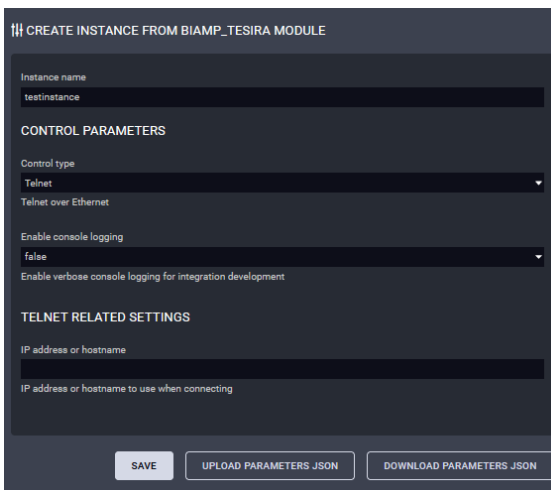 CREATE INSTANCE FROM BIAMP_TESIRA MODULE
Instance name
testinstance
CONTROL PARAMETERS
Control type
Telnet
Telnet over Ethernet
Enable console logging
false
Enable verbose console logging for integration development
TELNET RELATED SETTINGS
IP address or hostname
IP address or hostname to use when connecting
SAVE UPLOAD PARAMETERS JSON DOWNLOAD PARAMETERS JSON